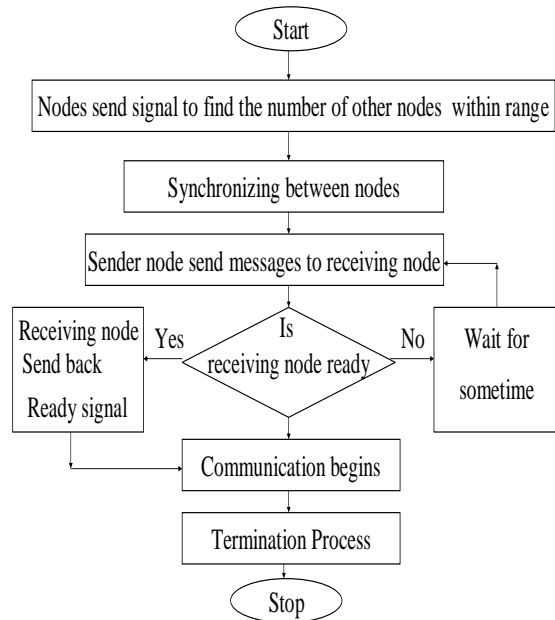 Start
Nodes send signal to find the number of other nodes within range
Synchronizing between nodes
Sender node send messages to receiving node
Is
receiving node ready
Yes
No
Receiving node
Send back
Ready signal
Wait for
sometime
Communication begins
Termination Process
Stop